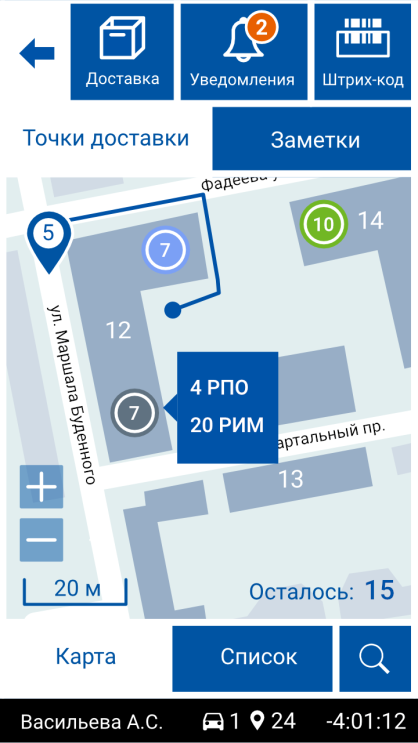 Доставка
2
Уведомления
Штрих-код
Точки доставки
Заметки
Фадеева
5
7
10
14
12
ул. Маршала Буденного
7
4 РПО
20 РИМ
артальный пр.
13
20 м
Осталось: 15
Карта
Список
Васильева А.С.
1
24
-4:01:12